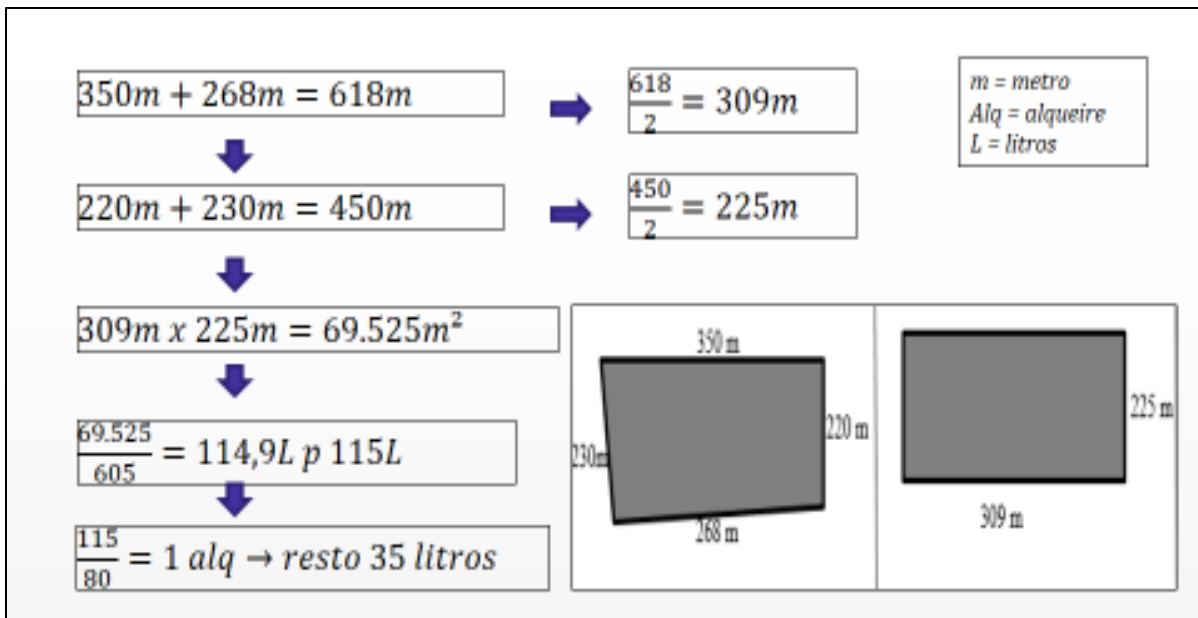 350m + 268m = 618m
618/2 = 309m
m = metro
Alq = alqueire
L = litros
220m + 230m = 450m
450/2 = 225m
309m x 225m = 69.525m²
69.525/605 = 114,9L p 115L
115/80 = 1 alq → resto 35 litros
350 m
220 m
230m
268 m
225 m
309 m